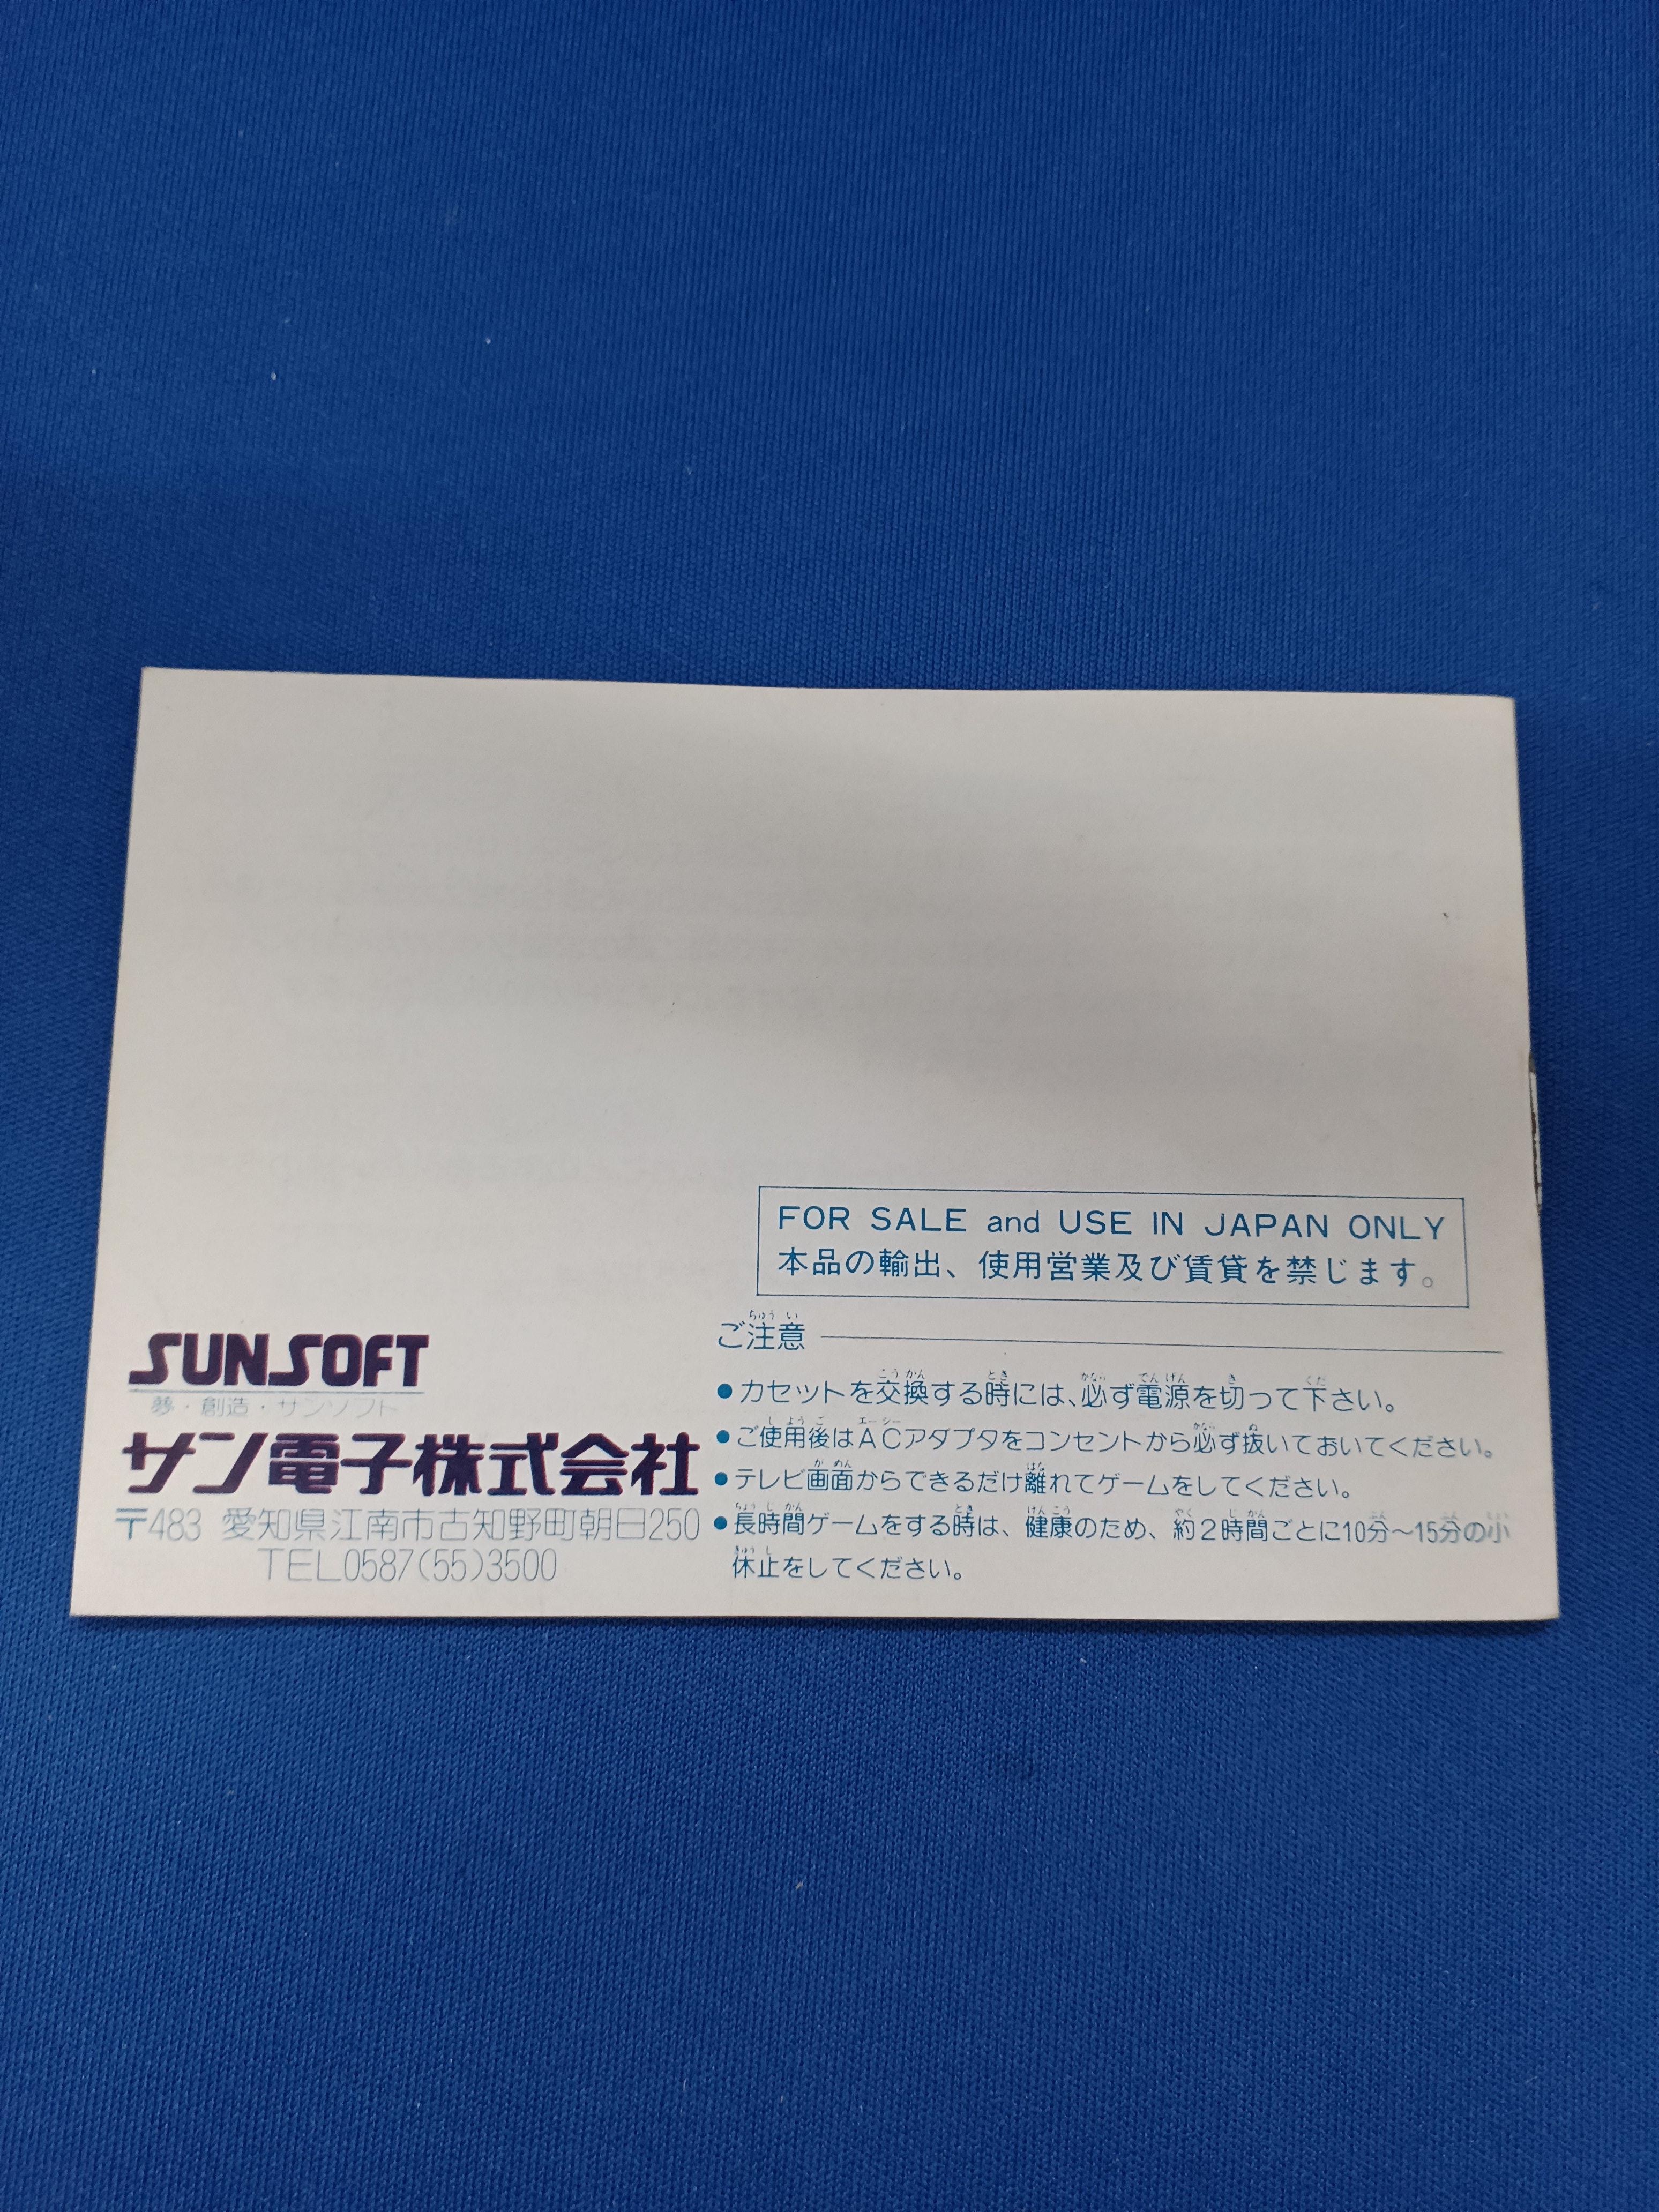 FOR SALE and USE IN JAPAN ONLY
本品の輸出、使用営業及び賃貸を禁じます。
SUNSOFT
夢・創造・サンソフト
サン電子株式会社
〒483 愛知県江南市古知野町朝日250
TEL0587(55)3500
ご注意
●カセットを交換する時には、必ず電源を切って下さい。
●ご使用後はACアダプタをコンセントから必ず抜いておいてください。
●テレビ画面からできるだけ離れてゲームをしてください。
●長時間ゲームをする時は、健康のため、約2時間ごとに10分～15分の小
休止をしてください。